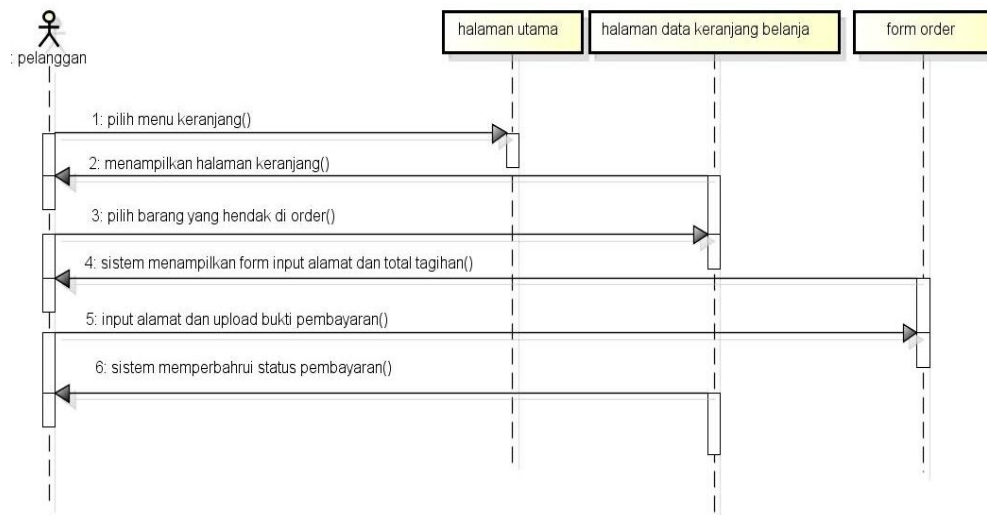 : pelanggan
halaman utama
halaman data keranjang belanja
form order
1: pilih menu keranjang()
2: menampilkan halaman keranjang()
3: pilih barang yang hendak di order()
4: sistem menampilkan form input alamat dan total tagihan()
5: input alamat dan upload bukti pembayaran()
6: sistem memperbahrui status pembayaran()